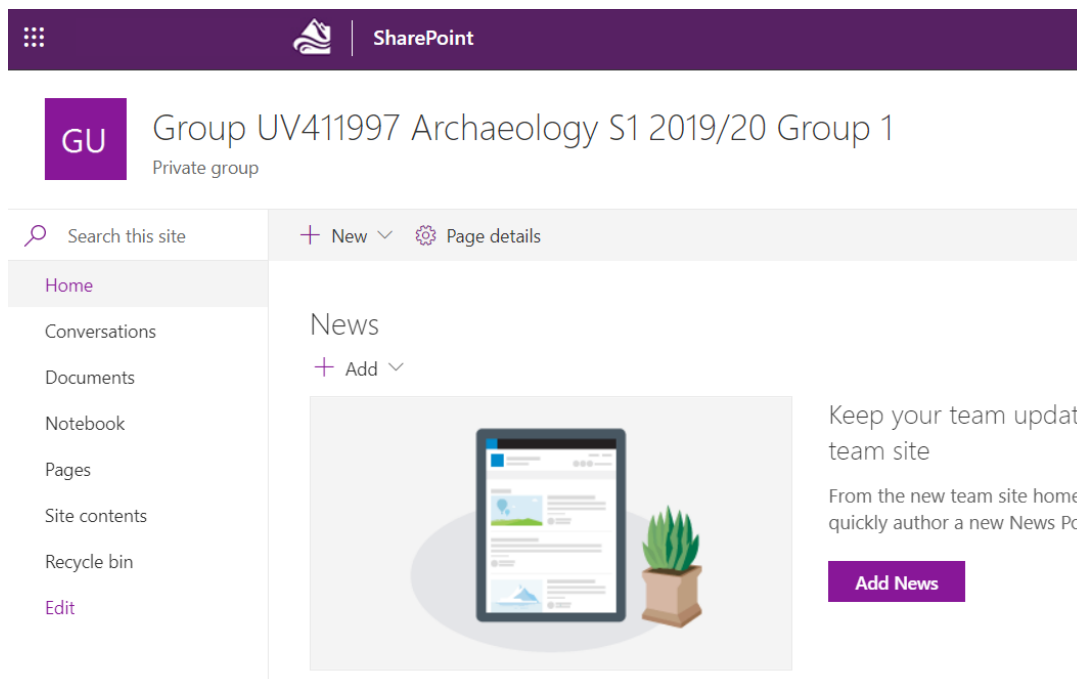 SharePoint
GU
Group UV411997 Archaeology S1 2019/20 Group 1
Private group
Search this site
New
Page details
Home
Conversations
Documents
Notebook
Pages
Site contents
Recycle bin
Edit
News
Add
Keep your team updat
team site
From the new team site home
quickly author a new News Po
Add News